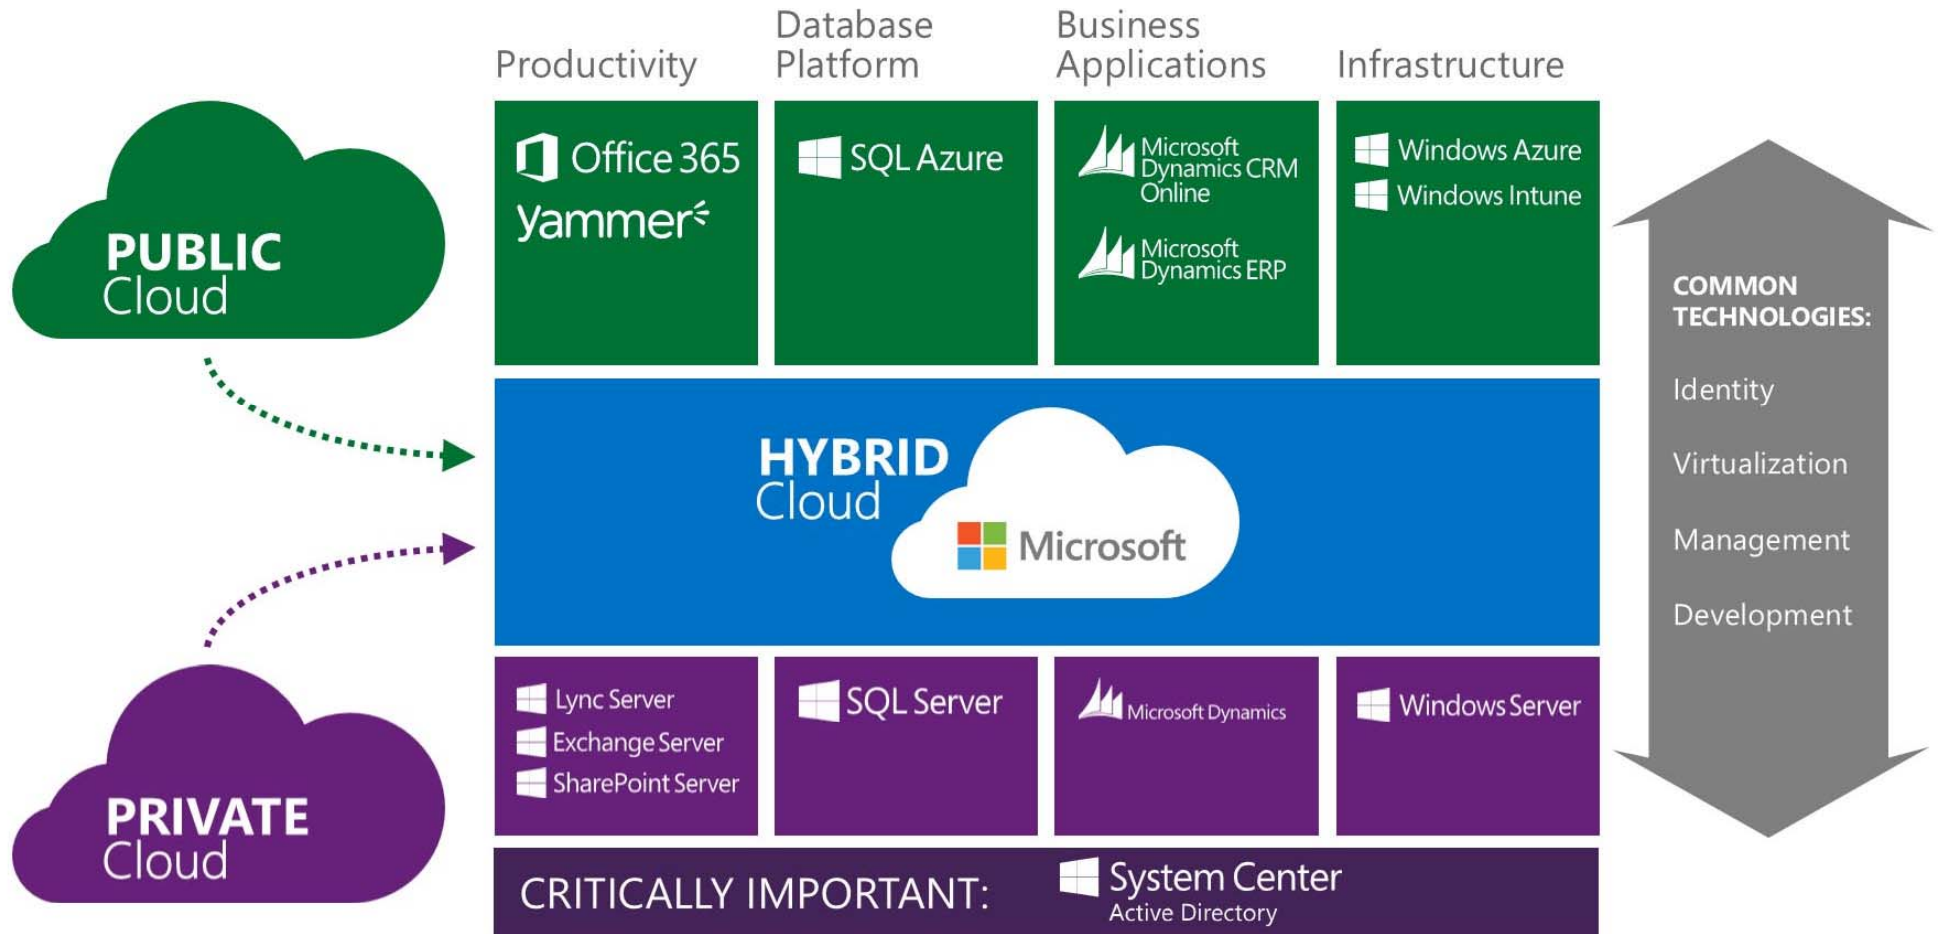 Productivity
Database
Platform
Business
Applications
Infrastructure
PUBLIC
Cloud
Office 365
yammer
SQL Azure
Microsoft
Dynamics CRM
Online
Microsoft
Dynamics ERP
Windows Azure
Windows Intune
HYBRID
Cloud
Microsoft
PRIVATE
Cloud
Lync Server
Exchange Server
SharePoint Server
SQL Server
Microsoft Dynamics
Windows Server
CRITICALLY IMPORTANT:
System Center
Active Directory
COMMON
TECHNOLOGIES:
Identity
Virtualization
Management
Development